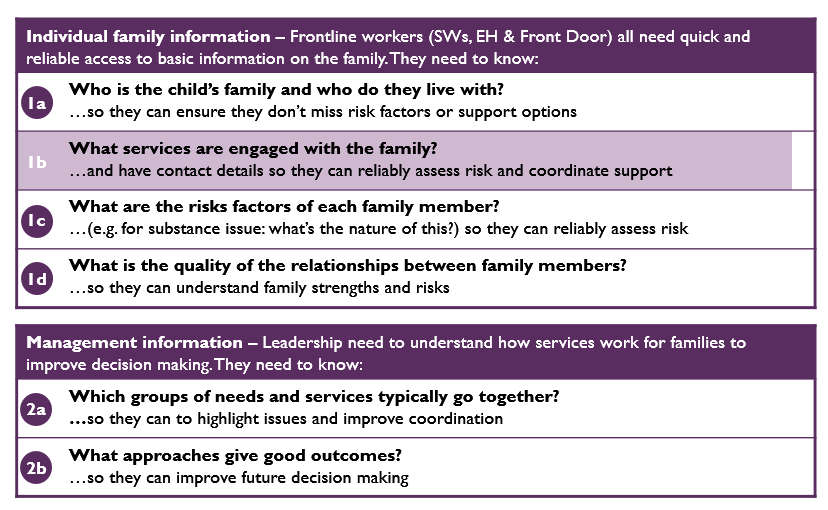 Individual family information – Frontline workers (SWs, EH & Front Door) all need quick and
reliable access to basic information on the family. They need to know:
1a
Who is the child's family and who do they live with?
…so they can ensure they don't miss risk factors or support options
1b
What services are engaged with the family?
…and have contact details so they can reliably assess risk and coordinate support
1c
What are the risks factors of each family member?
…(e.g. for substance issue: what's the nature of this?) so they can reliably assess risk
1d
What is the quality of the relationships between family members?
…so they can understand family strengths and risks
Management information – Leadership need to understand how services work for families to
improve decision making. They need to know:
2a
Which groups of needs and services typically go together?
…so they can to highlight issues and improve coordination
2b
What approaches give good outcomes?
…so they can improve future decision making